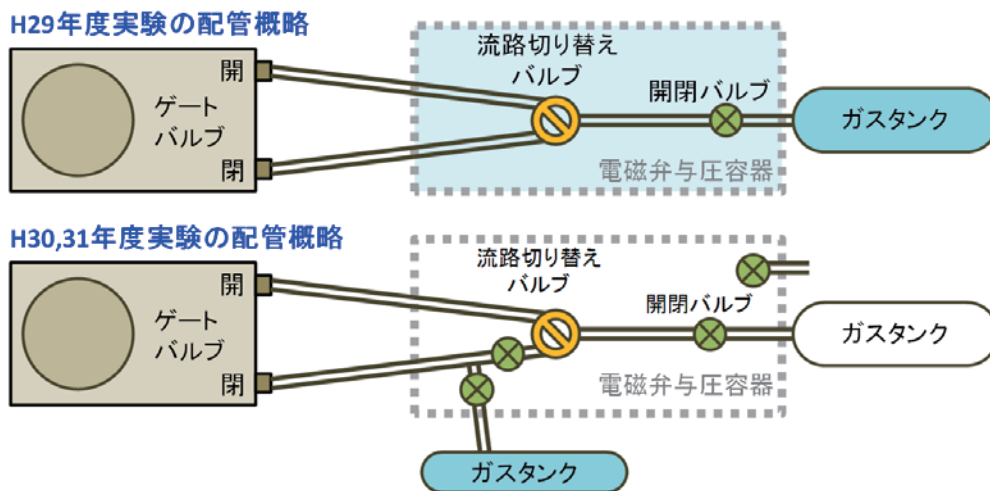 H29年度実験の配管概略
流路切り替え
バルブ
開
ゲート
バルブ
閉
開閉バルブ
ガスタンク
電磁弁与圧容器
H30,31年度実験の配管概略
流路切り替え
バルブ
開
ゲート
バルブ
閉
開閉バルブ
ガスタンク
電磁弁与圧容器
ガスタンク